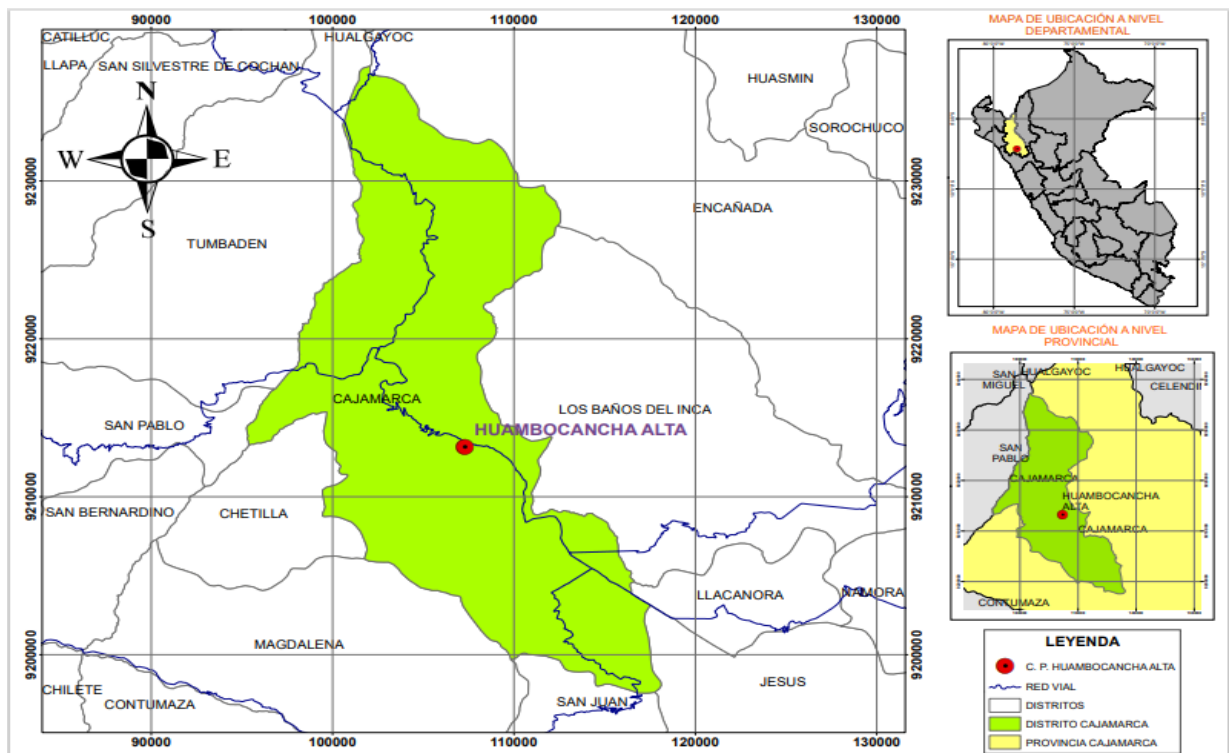 90000
100000
110000
120000
130000
CATILLUC
HUALGAYOC
LLAPA
SAN SILVESTRE DE COCHAN
HUASMIN
SOROCHUCO
N
W
E
S
9230000
9230000
ENCAÑADA
TUMBADEN
9220000
9220000
CAJAMARCA
LOS BAÑOS DEL INCA
SAN PABLO
HUAMBOCANCHA ALTA
9210000
9210000
SAN BERNARDINO
CHETILLA
LLACANORA
NAMORA
MAGDALENA
9200000
9200000
JESUS
CHILETE
CONTUMAZA
SAN JUAN
90000
100000
110000
120000
130000
MAPA DE UBICACIÓN A NIVEL
DEPARTAMENTAL
MAPA DE UBICACIÓN A NIVEL
PROVINCIAL
SAN
MIGUEL
HUALGAYOC
HUALGAYOC
CELENDIN
SAN
PABLO
CAJAMARCA
HUAMBOCANCHA
ALTA
CAJAMARCA
CONTUMAZA
LEYENDA
C. P. HUAMBOCANCHA ALTA
RED VIAL
DISTRITOS
DISTRITO CAJAMARCA
PROVINCIA CAJAMARCA